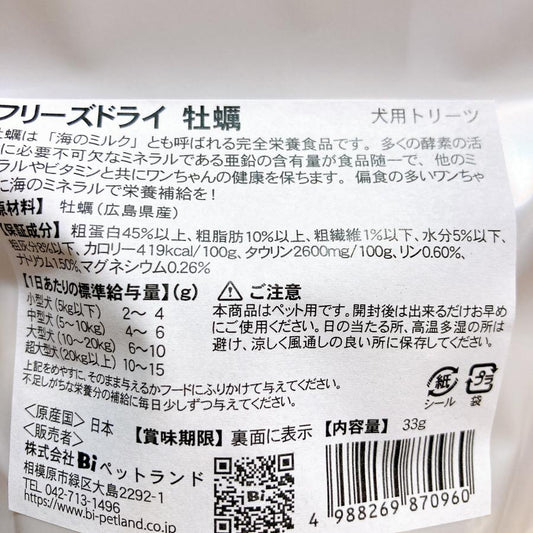 フリーズドライ 牡蠣 犬用トリーツ
牡蠣は「海のミルク」とも呼ばれる完全栄養食品です。多くの酵素の活
に必要不可欠なミネラルである亜鉛の含有量が食品随一で、他のミ
ラルやビタミンと共にワンちゃんの健康を保ちます。偏食の多いワンちゃ
に海のミネラルで栄養補給を!
原材料】 牡蠣(広島県産)
【保証成分】 粗蛋白45%以上、粗脂肪10%以上、粗繊維1%以下、水分5%以下、
粗灰分8%以下、カロリー419kcal/100g、タウリン2600mg/100g、リン0.60%、
ナトリウム1.50%、マグネシウム0.26%
【1日あたりの標準給与量】(g)
小型犬(5kg以下) 2〜 4
中型犬(5〜10kg) 4〜 6
大型犬(10〜20kg) 6〜10
超大型犬(20kg以上) 10〜15
上記をめやすに、そのまま与えるかフードにふりかけて与えてください。
不足しがちな栄養分の補給に毎日少しずつ与えてください。
ご注意
本商品はペット用です。開封後は出来るだけお早め
にご使用ください。日の当たる所、高温多湿の所は
避け、涼しく風通しの良い所に保存してください。
紙
シール
プラ
袋
<原産国> 日本
<販売者>
株式会社Biペットランド
相模原市緑区大島2292-1
TEL 042-713-1496
https://www.bi-petland.co.jp
【賞味期限】裏面に表示
Bi
【内容量】 33g
4 988269 870960